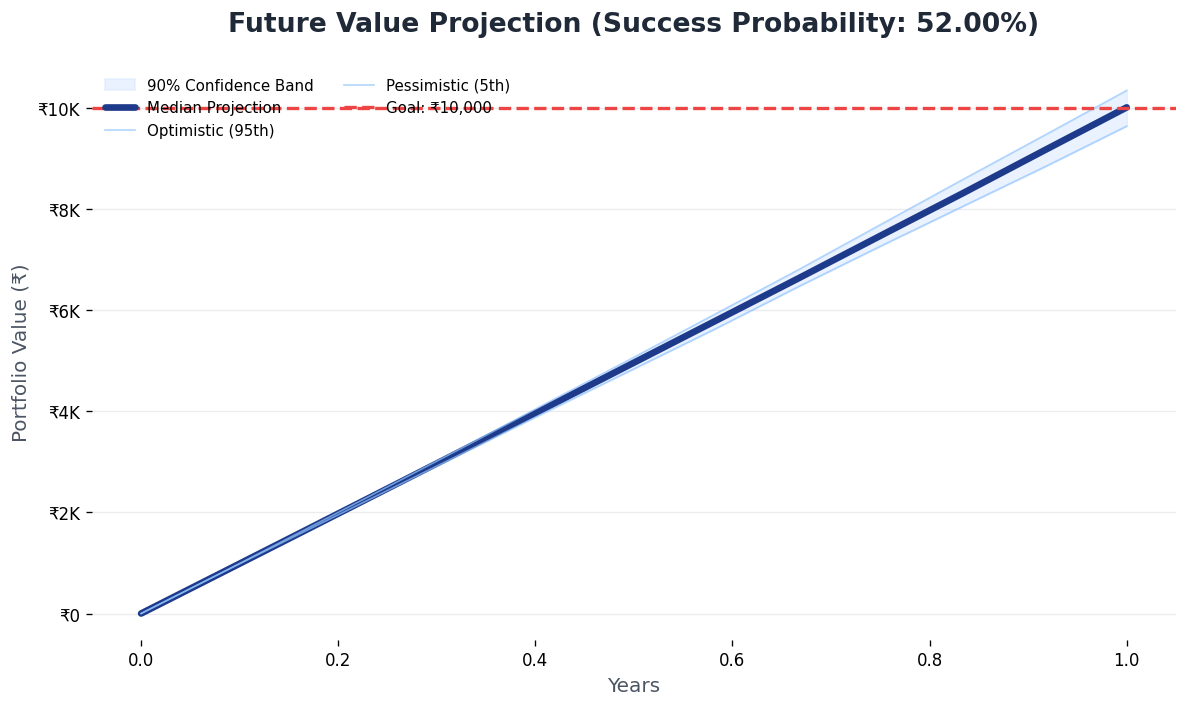 Future Value Projection (Success Probability: 52.00%)
90% Confidence Band
Median Projection
Optimistic (95th)
Pessimistic (5th)
Goal: ₹10,000
Portfolio Value (₹)
₹10K
₹8K
₹6K
₹4K
₹2K
₹0
0.0 0.2 0.4 0.6 0.8 1.0
Years